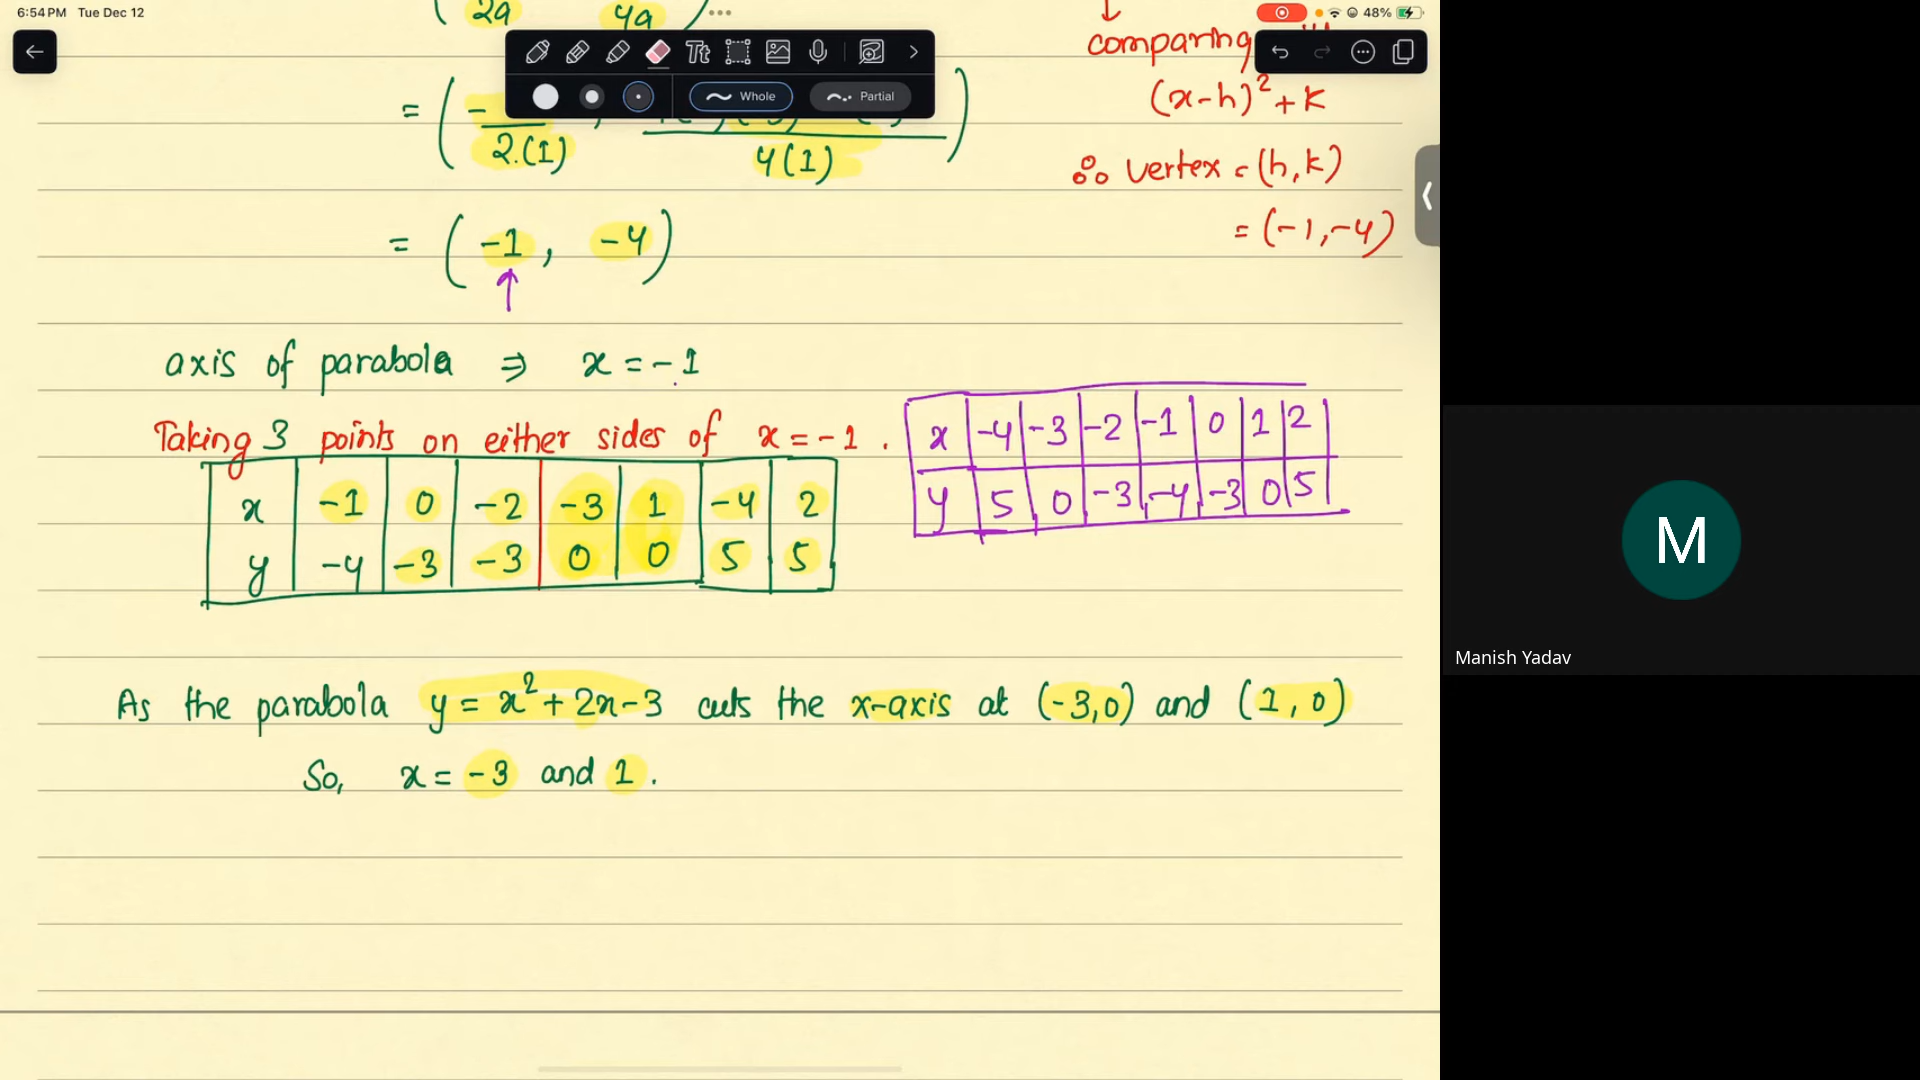 6:54 PM Tue Dec 12
48%
2a 4a
Tt
Whole Partial
comparing
(x-h)² + K
= ( - / 2.(1) , / 4(1) )
∴ vertex = (h, k)
= (-1, -4)
= ( -1, -4 )
axis of parabola ⇒ x = -1
Taking 3 points on either sides of x = -1 .
x -4 -3 -2 -1 0 1 2
y 5 0 -3 -4 -3 0 5
x -1 0 -2 -3 1 -4 2
y -4 -3 -3 0 0 5 5
As the parabola y = x² + 2x - 3 cuts the x-axis at (-3, 0) and (1, 0)
So, x = -3 and 1 .
M
Manish Yadav